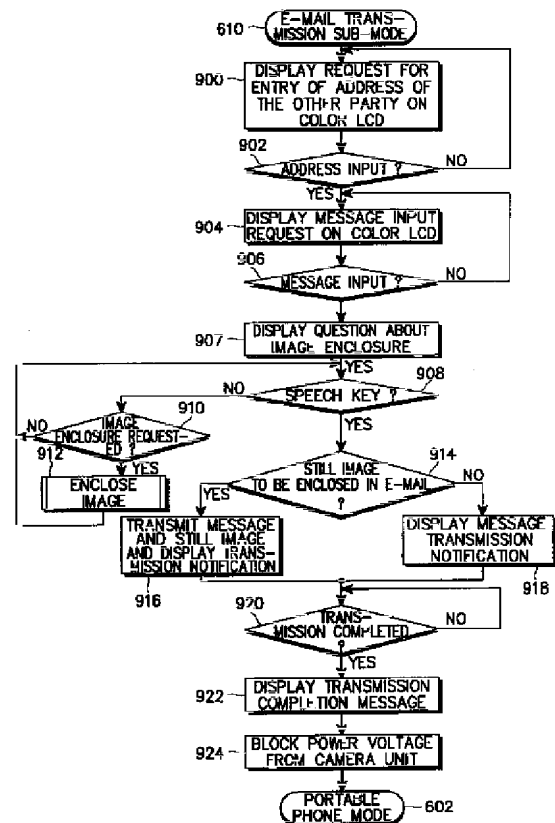 610
E-MAIL TRANS-
MISSION SUB-MODE
900
DISPLAY REQUEST FOR
ENTRY OF ADDRESS OF
THE OTHER PARTY ON
COLOR LCD
902
ADDRESS INPUT ?
NO
YES
904
DISPLAY MESSAGE INPUT
REQUEST ON COLOR LCD
906
MESSAGE INPUT ?
NO
907
DISPLAY QUESTION ABOUT
IMAGE ENCLOSURE
YES
908
NO
SPEECH KEY ?
YES
910
NO
IMAGE
ENCLOSURE REQUEST-
ED ?
YES
912
ENCLOSE
IMAGE
914
STILL IMAGE
TO BE ENCLOSED IN E-MAIL
?
YES
NO
TRANSMIT MESSAGE
AND STILL IMAGE
AND DISPLAY TRANS-
MISSION NOTIFICATION
916
DISPLAY MESSAGE
TRANSMISSION
NOTIFICATION
918
920
TRANS-
MISSION COMPLETED
?
NO
YES
922
DISPLAY TRANSMISSION
COMPLETION MESSAGE
924
BLOCK POWER VOLTAGE
FROM CAMERA UNIT
PORTABLE
PHONE MODE
602